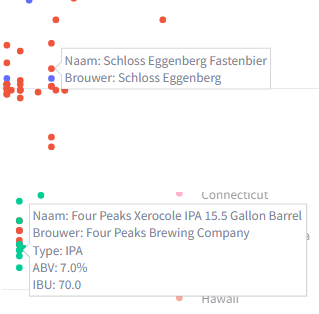 Naam: Schloss Eggenberg Fastenbier
Brouwer: Schloss Eggenberg
Connecticut
Naam: Four Peaks Xerocole IPA 15.5 Gallon Barrel
Brouwer: Four Peaks Brewing Company
Type: IPA
ABV: 7.0%
IBU: 70.0
Hawaii